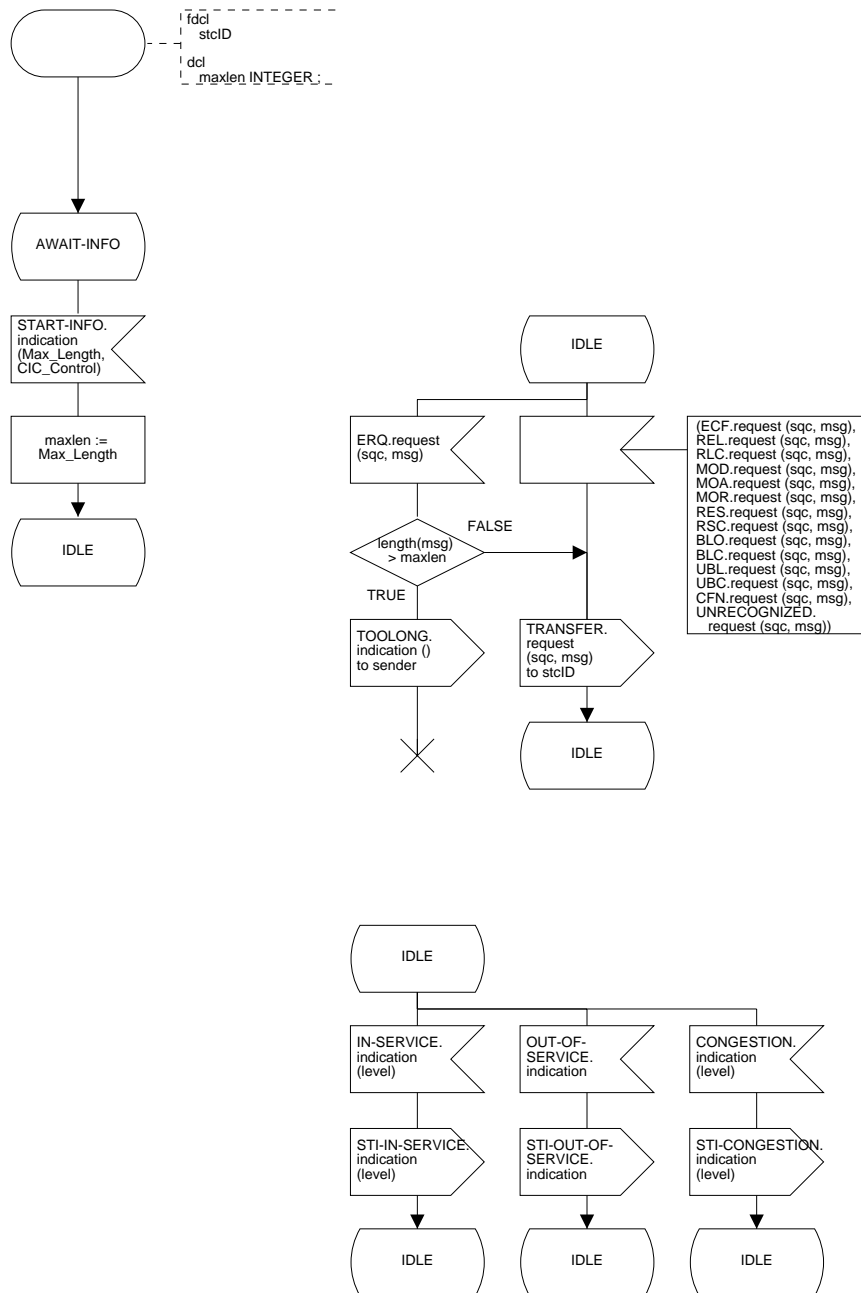 fdcl
stcID
dcl
maxlen INTEGER ;
AWAIT-INFO
START-INFO.
indication
(Max_Length,
CIC_Control)
maxlen :=
Max_Length
IDLE
IDLE
ERQ.request
(sqc, msg)
(ECF.request (sqc, msg),
REL.request (sqc, msg),
RLC.request (sqc, msg),
MOD.request (sqc, msg),
MOA.request (sqc, msg),
MOR.request (sqc, msg),
RES.request (sqc, msg),
RSC.request (sqc, msg),
BLO.request (sqc, msg),
BLC.request (sqc, msg),
UBL.request (sqc, msg),
UBC.request (sqc, msg),
CFN.request (sqc, msg),
UNRECOGNIZED.
request (sqc, msg))
length(msg)
> maxlen
FALSE
TRUE
TOOLONG.
indication ()
to sender
TRANSFER.
request
(sqc, msg)
to stcID
IDLE
IDLE
IN-SERVICE.
indication
(level)
OUT-OF-
SERVICE.
indication
CONGESTION.
indication
(level)
STI-IN-SERVICE.
indication
(level)
STI-OUT-OF-
SERVICE.
indication
STI-CONGESTION.
indication
(level)
IDLE
IDLE
IDLE